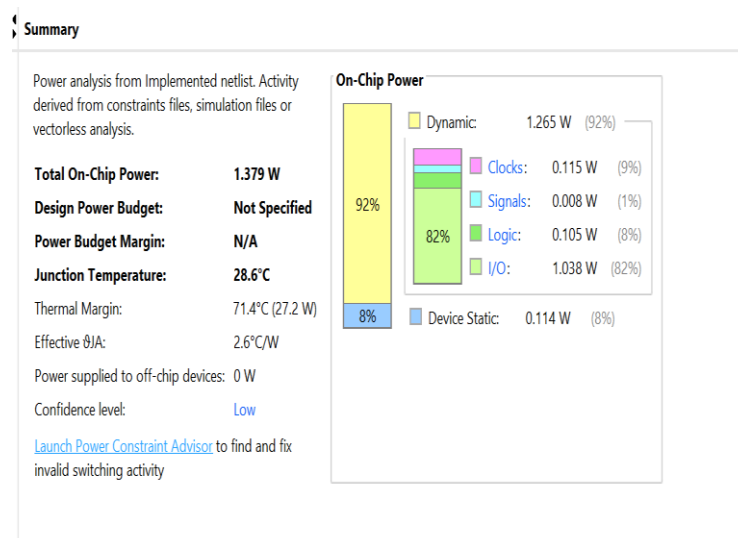 Summary
Power analysis from Implemented netlist. Activity
derived from constraints files, simulation files or
vectorless analysis.
Total On-Chip Power: 1.379 W
Design Power Budget: Not Specified
Power Budget Margin: N/A
Junction Temperature: 28.6°C
Thermal Margin: 71.4°C (27.2 W)
Effective ϑJA: 2.6°C/W
Power supplied to off-chip devices: 0 W
Confidence level: Low
Launch Power Constraint Advisor to find and fix
invalid switching activity
On-Chip Power
92%
8%
Dynamic: 1.265 W (92%)
82%
Clocks: 0.115 W (9%)
Signals: 0.008 W (1%)
Logic: 0.105 W (8%)
I/O: 1.038 W (82%)
Device Static: 0.114 W (8%)